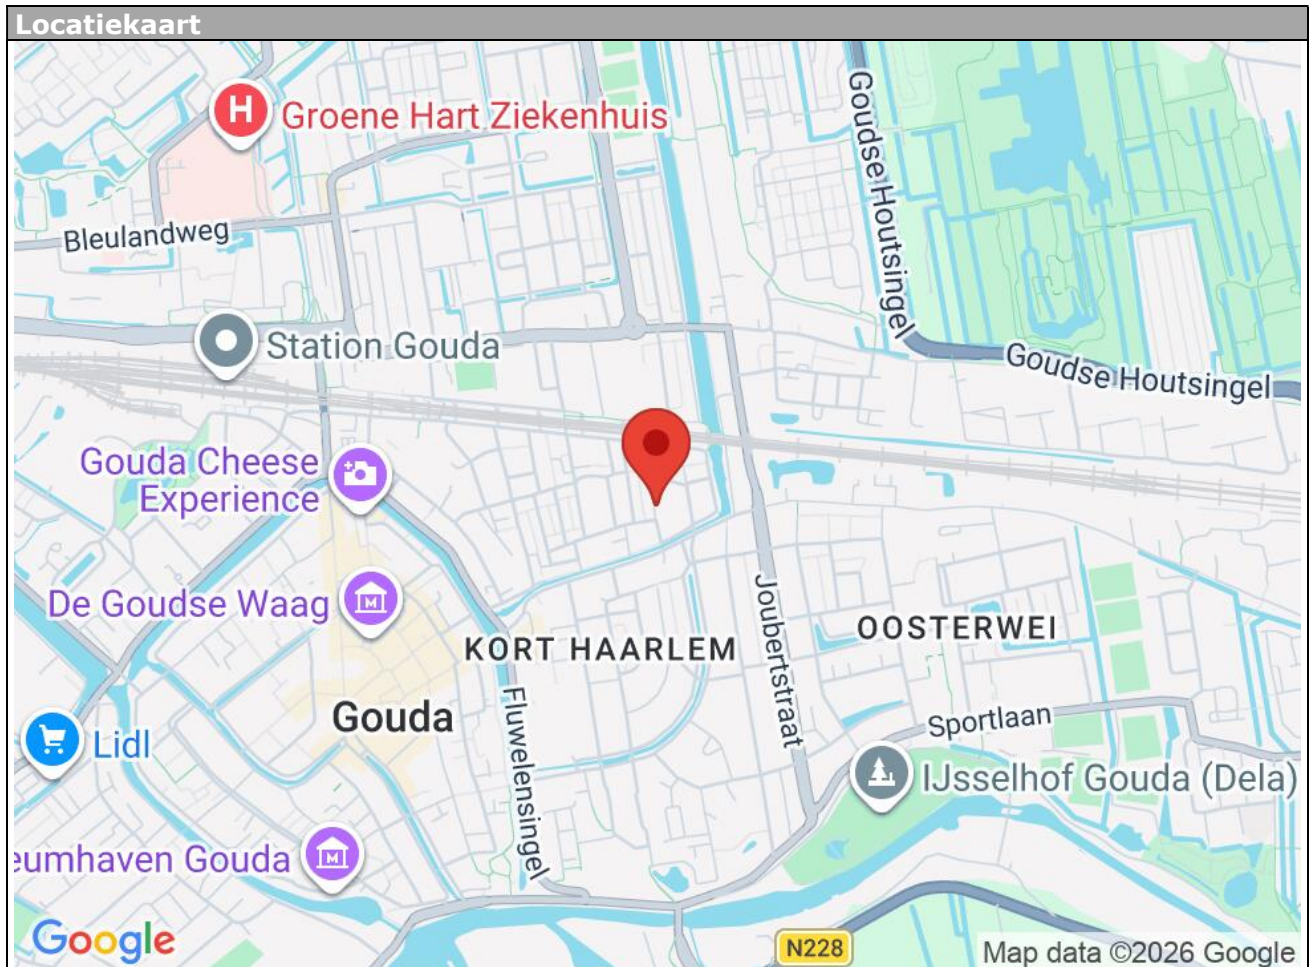 Locatiekaart
H
Groene Hart Ziekenhuis
Goudse Houtsingel
Bleulandweg
Station Gouda
Goudse Houtsingel
Gouda Cheese
Experience
De Goudse Waag
M
KORT HAARLEM
OOSTERWEI
Joubertstraat
Gouda
Fluwelensingel
Sportlaan
Lidl
IJsselhof Gouda (Dela)
eumhaven Gouda
M
Google
N228
Map data ©2026 Google